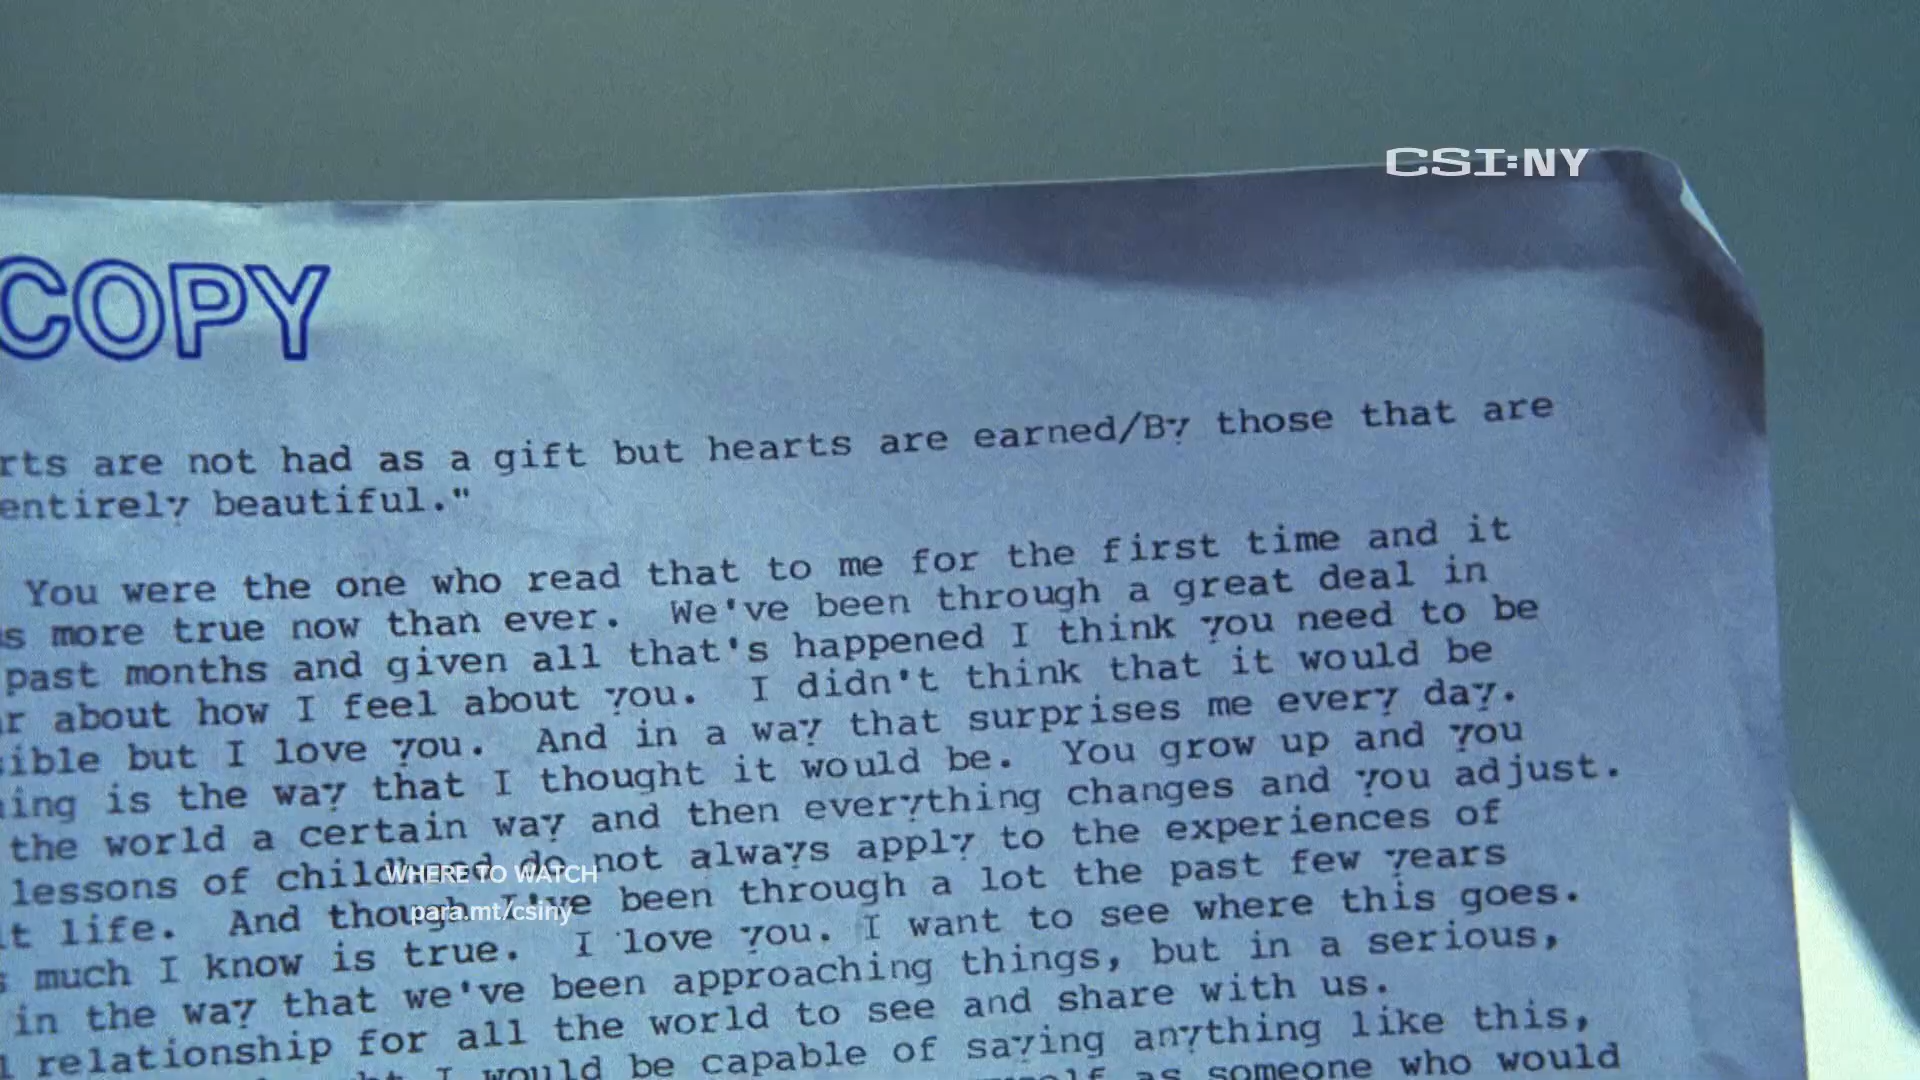 CSI:NY
COPY
rts are not had as a gift but hearts are earned/By those that are
entirely beautiful."
You were the one who read that to me for the first time and it
s more true now than ever. We've been through a great deal in
past months and given all that's happened I think you need to be
r about how I feel about you. I didn't think that it would be
ible but I love you. And in a way that surprises me every day.
ing is the way that I thought it would be. You grow up and you
the world a certain way and then everything changes and you adjust.
lessons of childhood do not always apply to the experiences of
t life. And though I've been through a lot the past few years
s much I know is true. I love you. I want to see where this goes.
in the way that we've been approaching things, but in a serious,
l relationship for all the world to see and share with us.
I would be capable of saying anything like this,
as someone who would
WHERE TO WATCH
para.mt/csiny